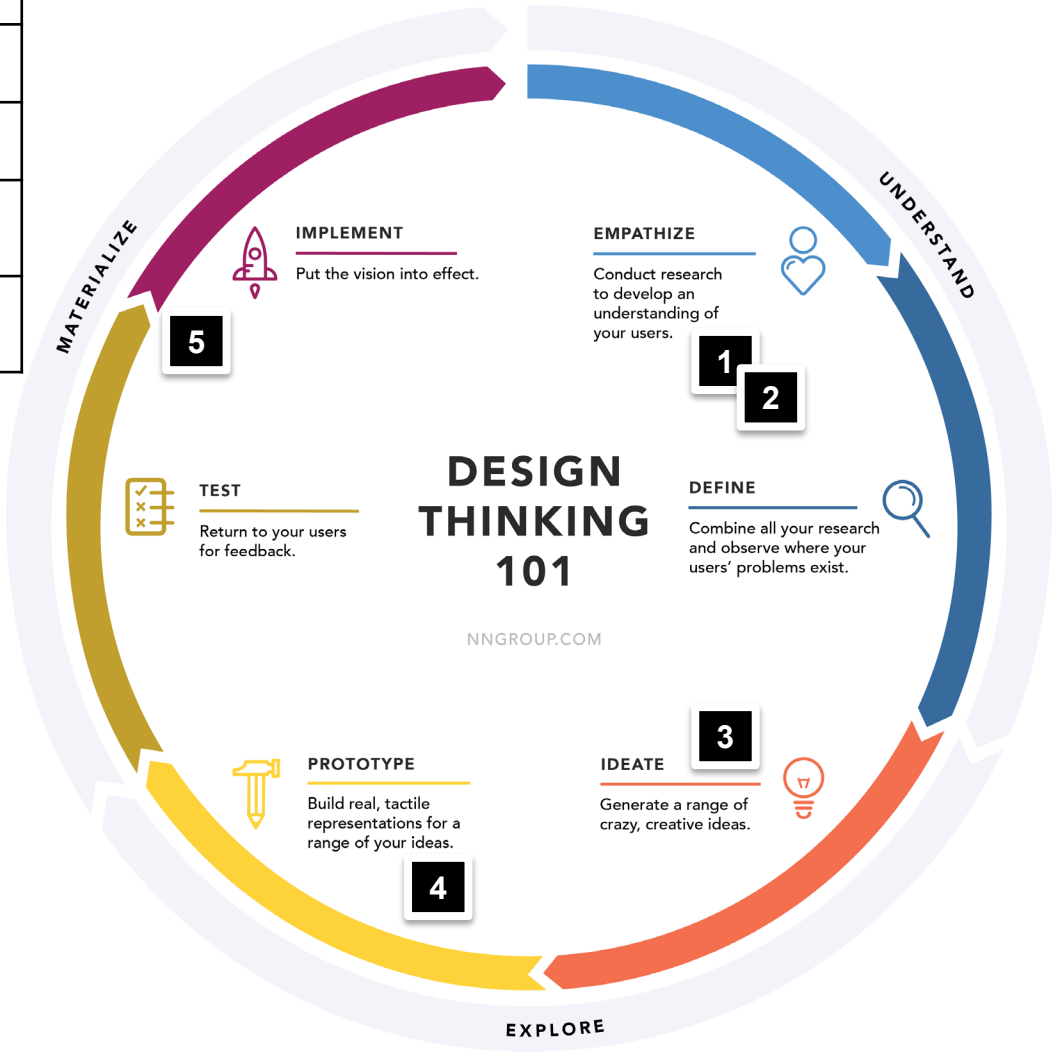 UNDERSTAND
EMPATHIZE
Conduct research
to develop an
understanding of
your users.
1
2
DEFINE
Combine all your research
and observe where your
users’ problems exist.
3
IDEATE
Generate a range of
crazy, creative ideas.
EXPLORE
PROTOTYPE
Build real, tactile
representations for a
range of your ideas.
4
TEST
Return to your users
for feedback.
MATERIALIZE
IMPLEMENT
Put the vision into effect.
5
DESIGN
THINKING
101
NNGROUP.COM